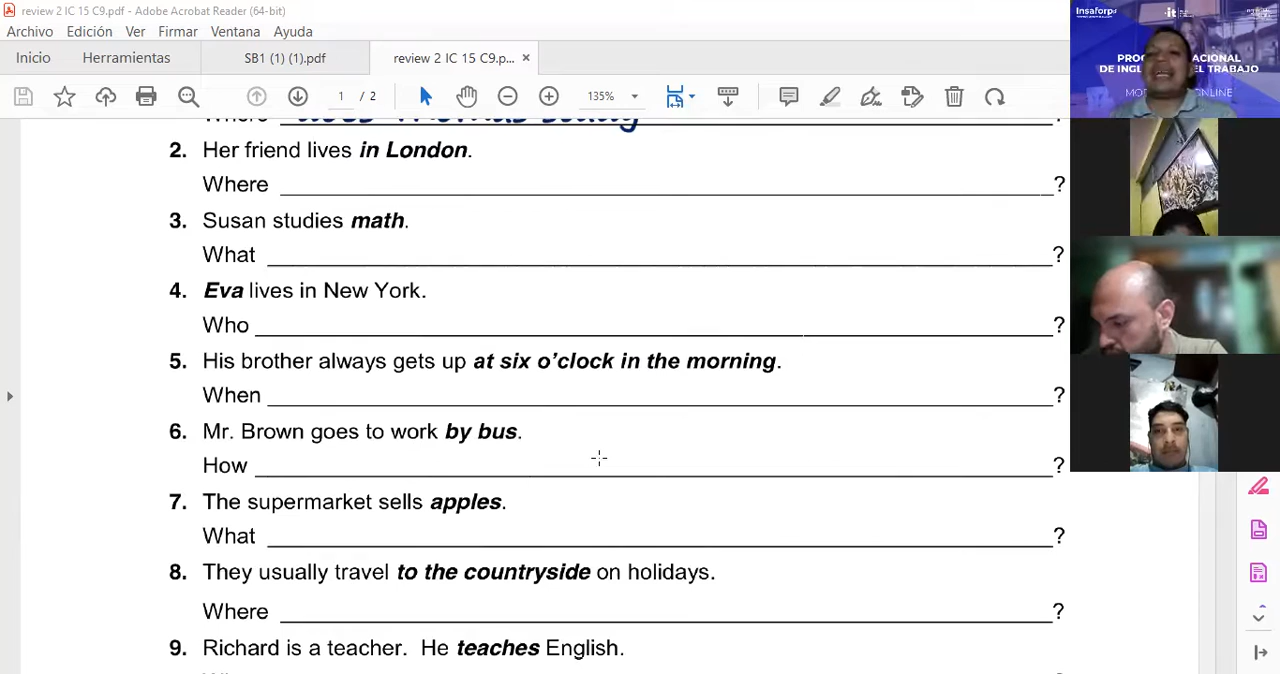 review 2 IC 15 C9.pdf - Adobe Acrobat Reader (64-bit)
Archivo Edición Ver Firmar Ventana Ayuda
Inicio Herramientas SB1 (1) (1).pdf review 2 IC 15 C9.p... ×
1 / 2 135%
Insaforp
Where does Thomas ?
2. Her friend lives in London.
Where ?
3. Susan studies math.
What ?
4. Eva lives in New York.
Who ?
5. His brother always gets up at six o'clock in the morning.
When ?
6. Mr. Brown goes to work by bus.
How ?
7. The supermarket sells apples.
What ?
8. They usually travel to the countryside on holidays.
Where ?
9. Richard is a teacher. He teaches English.